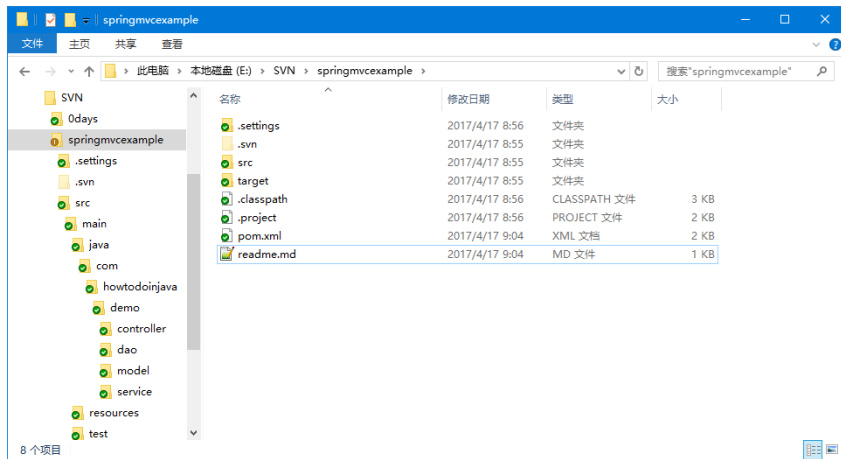 springmvcexample
文件 主页 共享 查看
此电脑 本地磁盘 (E:) SVN springmvcexample 搜索"springmvcexample"
SVN
0days
springmvcexample
.settings
.svn
src
main
java
com
howtodoinjava
demo
controller
dao
model
service
resources
test
名称 修改日期 类型 大小
.settings 2017/4/17 8:56 文件夹
.svn 2017/4/17 8:55 文件夹
src 2017/4/17 8:55 文件夹
target 2017/4/17 8:55 文件夹
.classpath 2017/4/17 8:56 CLASSPATH 文件 3 KB
.project 2017/4/17 8:56 PROJECT 文件 2 KB
pom.xml 2017/4/17 9:04 XML 文档 2 KB
readme.md 2017/4/17 9:04 MD 文件 1 KB
8 个项目